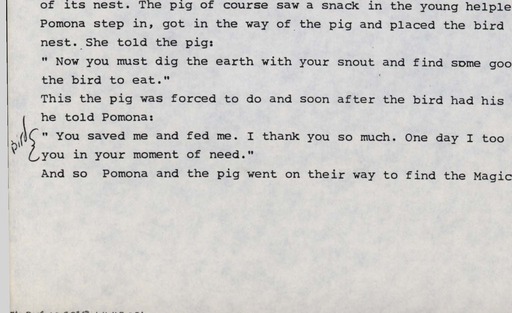 of its nest. The pig of course saw a snack in the young helple
Pomona step in, got in the way of the pig and placed the bird
nest. She told the pig:
" Now you must dig the earth with your snout and find some goo
the bird to eat."
This the pig was forced to do and soon after the bird had his
he told Pomona:
bird
" You saved me and fed me. I thank you so much. One day I too
you in your moment of need."
And so  Pomona and the pig went on their way to find the Magic